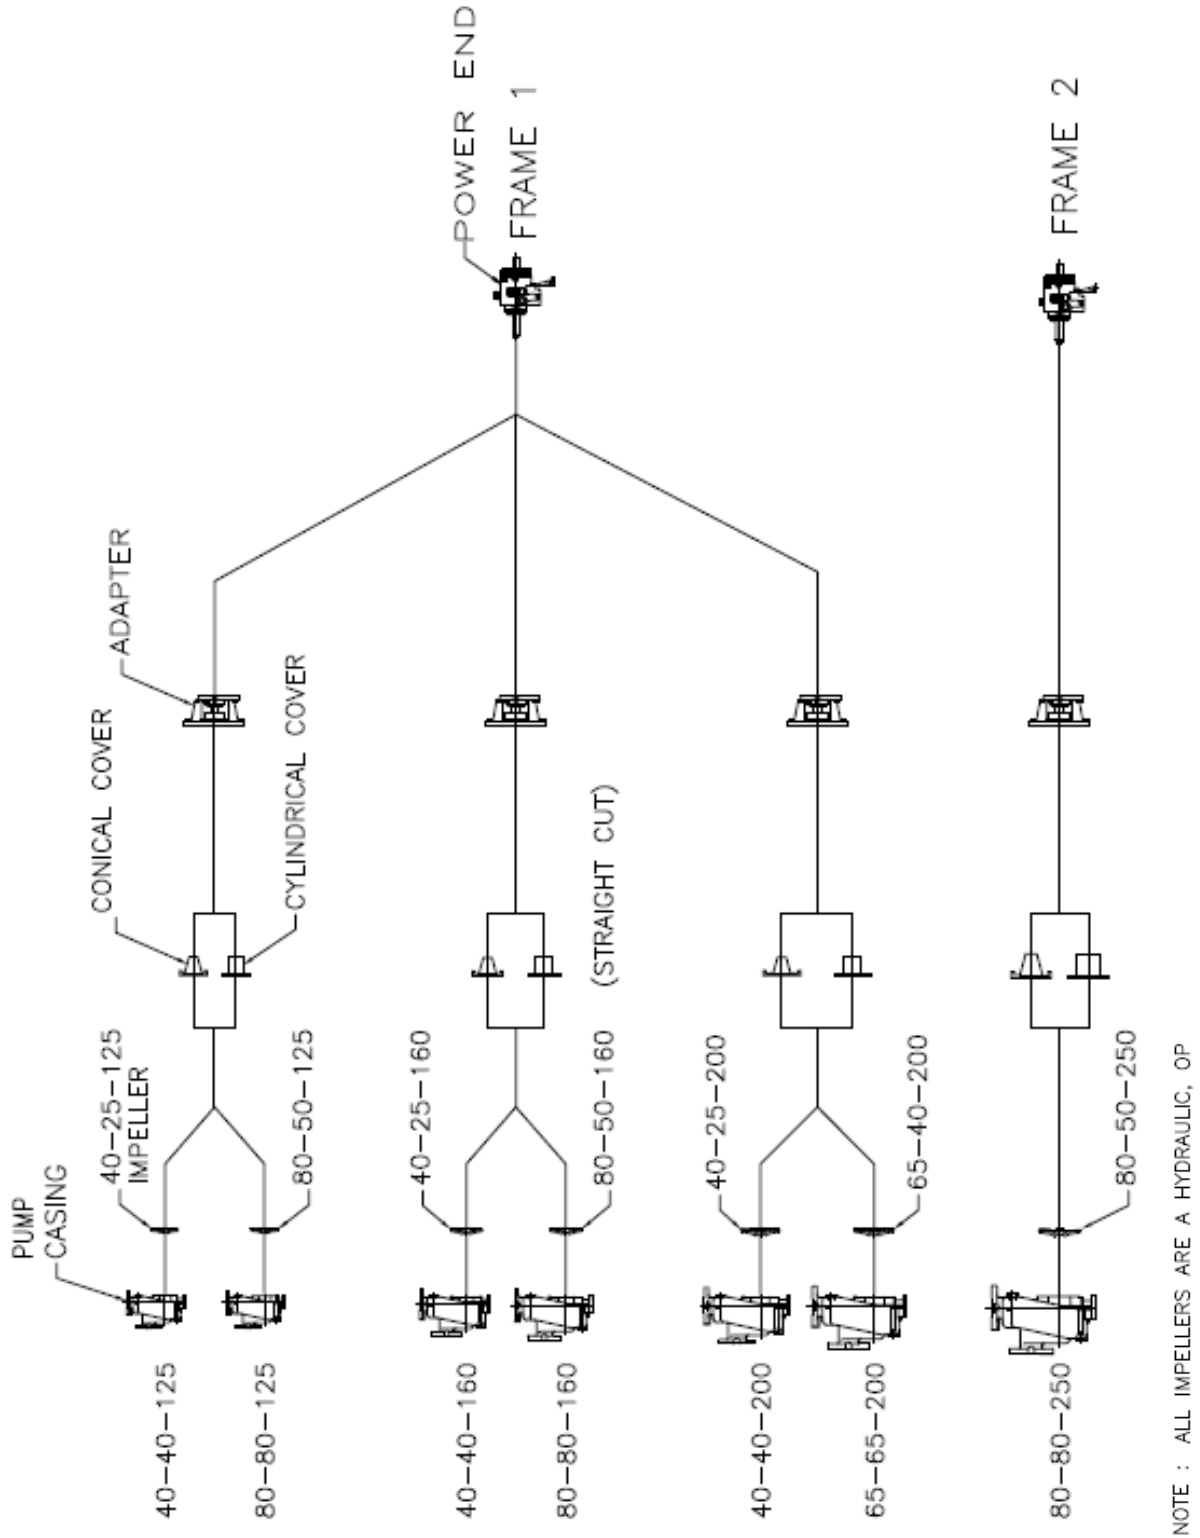 POWER END
FRAME 1
FRAME 2
ADAPTER
CONICAL COVER
CYLINDRICAL COVER
(STRAIGHT CUT)
40-25-125
IMPELLER
80-50-125
40-25-160
80-50-160
40-25-200
65-40-200
80-50-250
PUMP
CASING
40-40-125
80-80-125
40-40-160
80-80-160
40-40-200
65-65-200
80-80-250
NOTE : ALL IMPELLERS ARE A HYDRAULIC, OP